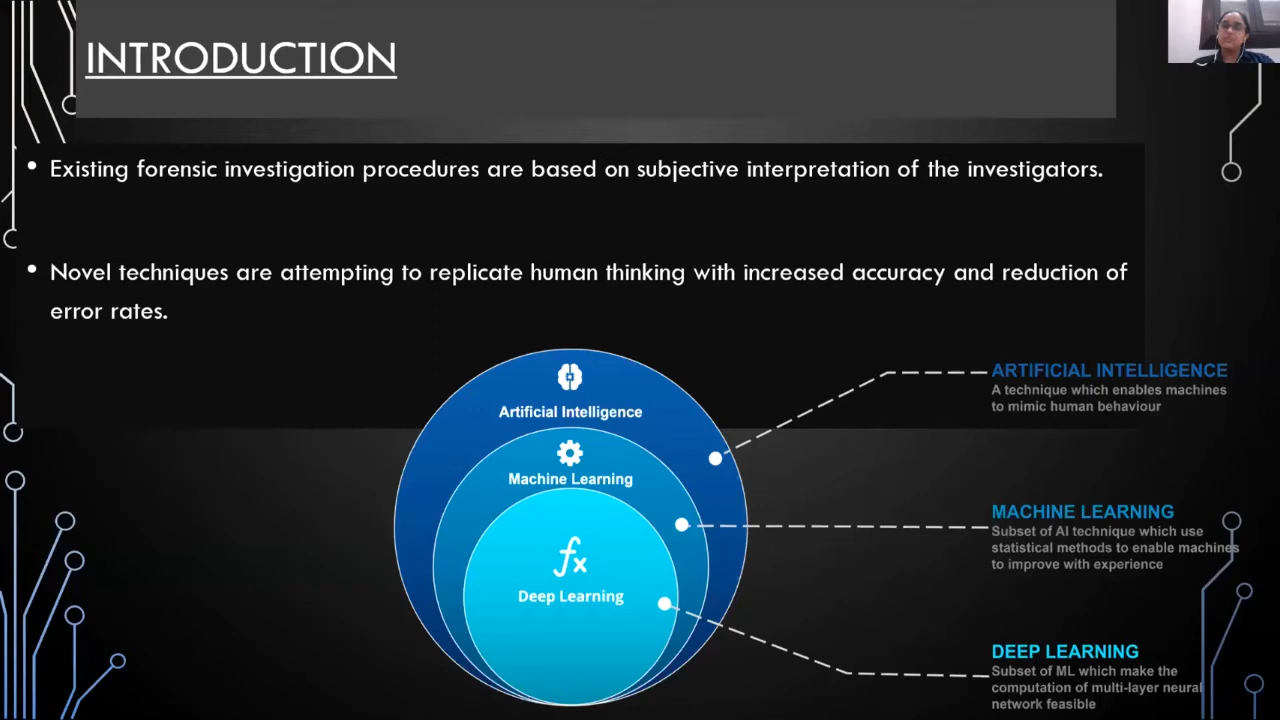 INTRODUCTION
• Existing forensic investigation procedures are based on subjective interpretation of the investigators.
• Novel techniques are attempting to replicate human thinking with increased accuracy and reduction of
error rates.
Artificial Intelligence
Machine Learning
fx
Deep Learning
ARTIFICIAL INTELLIGENCE
A technique which enables machines
to mimic human behaviour
MACHINE LEARNING
Subset of AI technique which use
statistical methods to enable machines
to improve with experience
DEEP LEARNING
Subset of ML which make the
computation of multi-layer neural
network feasible